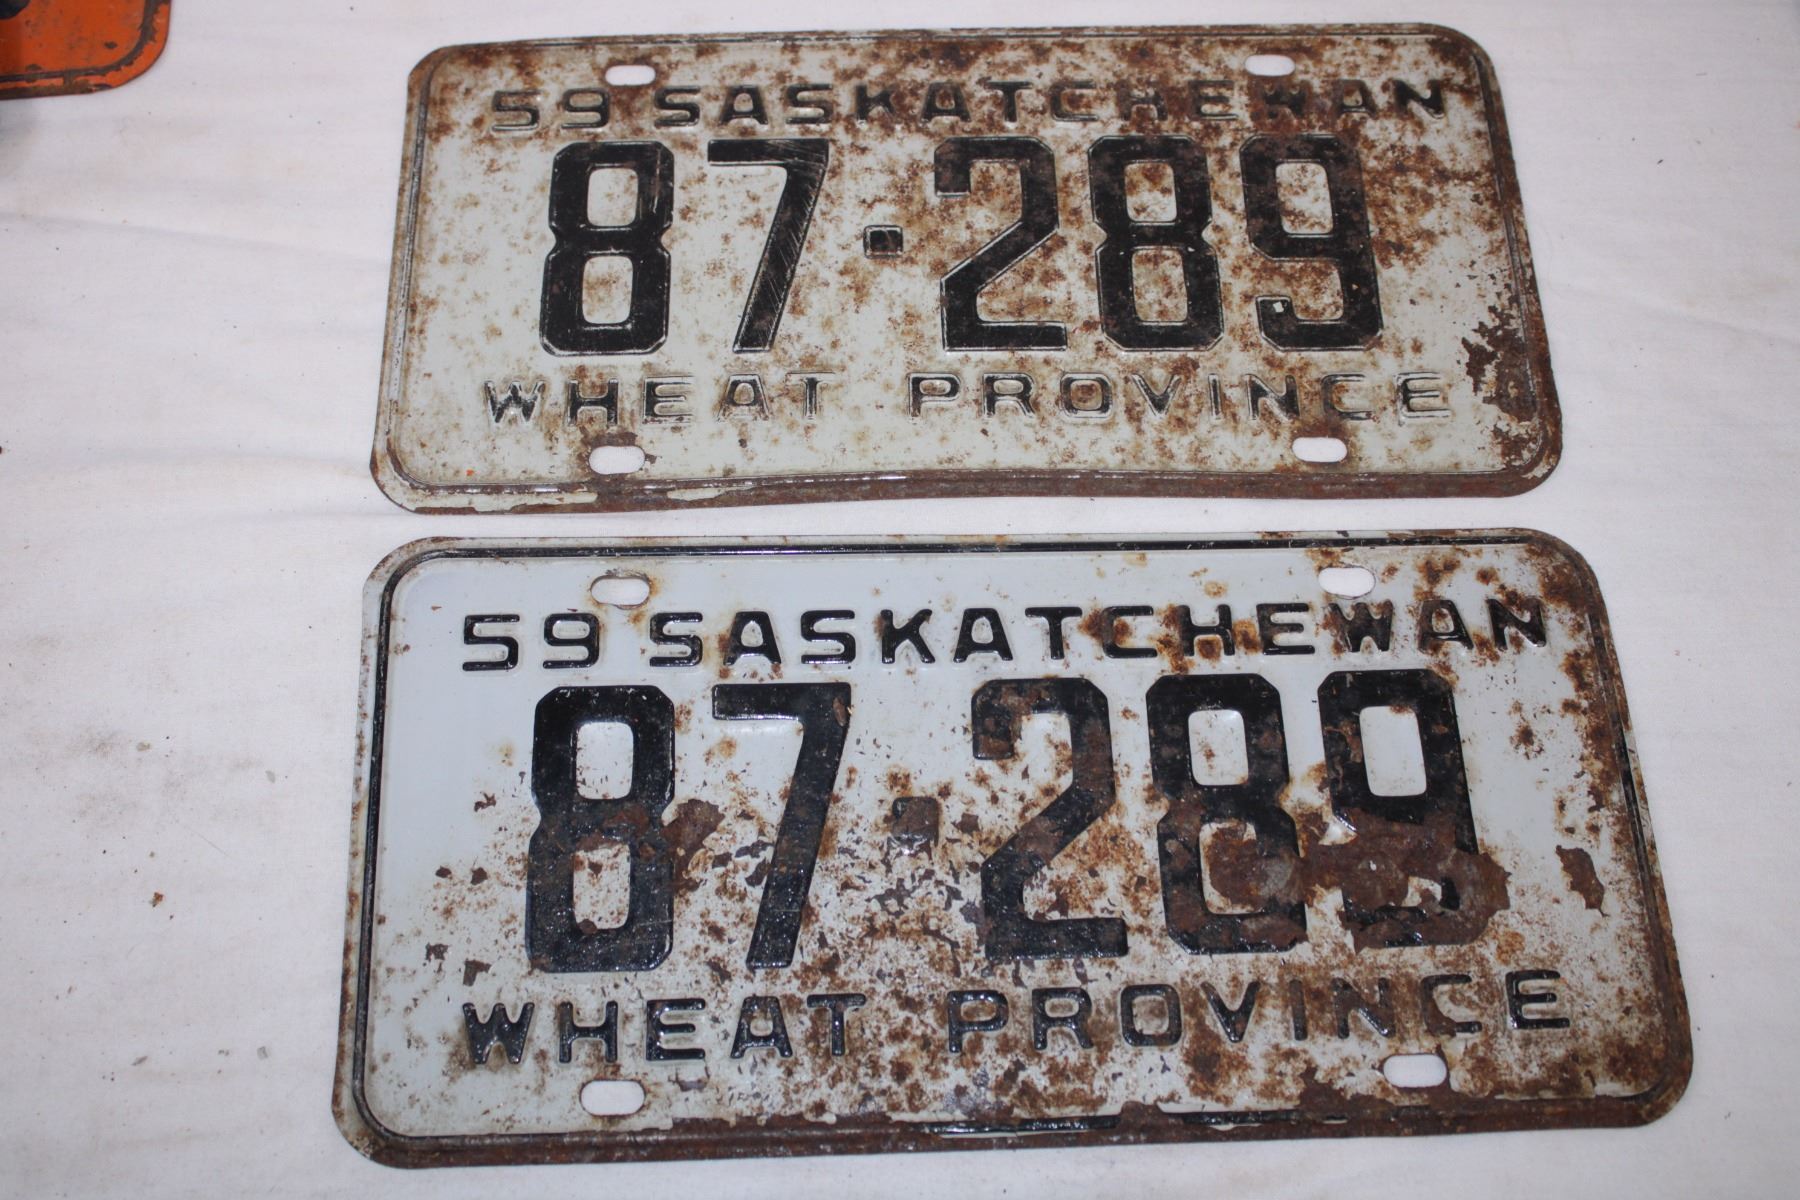 59 SASKATCHEWAN
87·289
WHEAT PROVINCE
59 SASKATCHEWAN
87·289
WHEAT PROVINCE